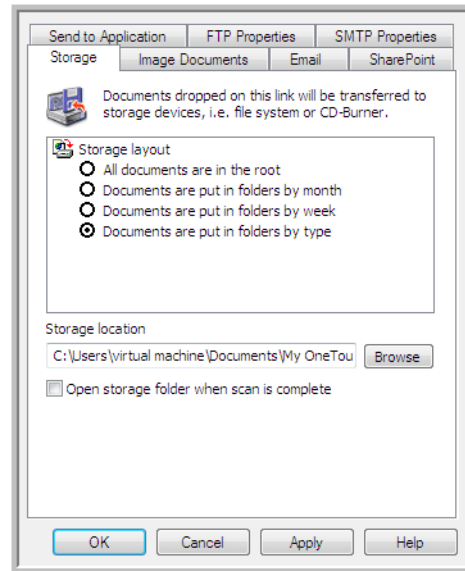 Send to Application FTP Properties SMTP Properties
Storage Image Documents Email SharePoint
Documents dropped on this link will be transferred to
storage devices, i.e. file system or CD-Burner.
Storage layout
All documents are in the root
Documents are put in folders by month
Documents are put in folders by week
Documents are put in folders by type
Storage location
C:\Users\virtual machine\Documents\My OneTou Browse
Open storage folder when scan is complete
OK Cancel Apply Help